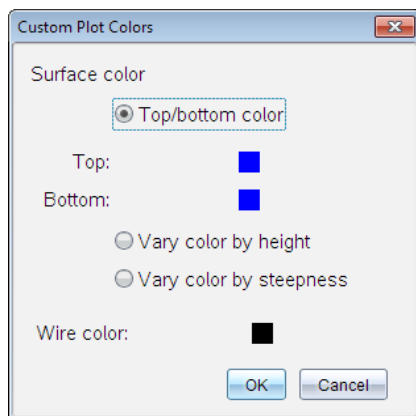 Custom Plot Colors
Surface color
Top/bottom color
Top:
Bottom:
Vary color by height
Vary color by steepness
Wire color:
OK Cancel